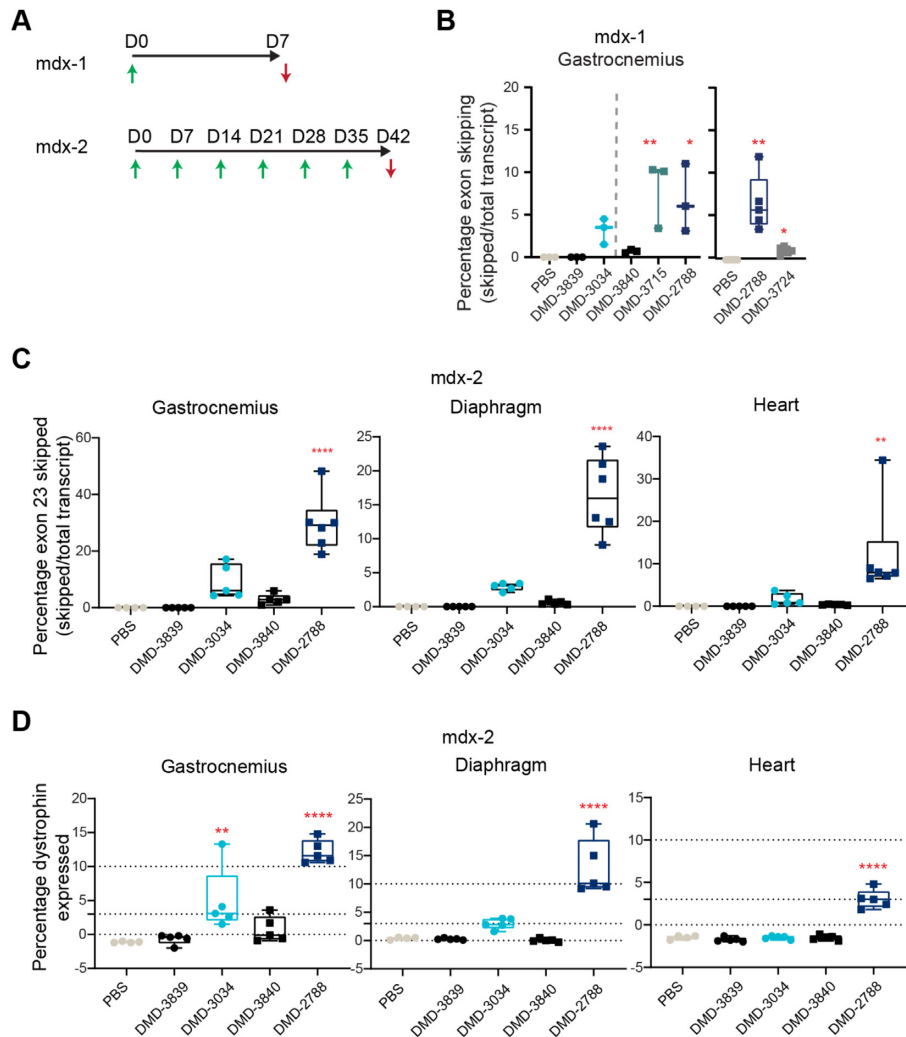 A
mdx-1
D0
D7
mdx-2
D0 D7 D14 D21 D28 D35 D42
B
mdx-1
Gastrocnemius
Percentage exon skipping
(skipped/total transcript)
20
15
10
5
0
** *
** *
PBS
DMD-3839
DMD-3034
DMD-3840
DMD-3715
DMD-2788
PBS
DMD-2788
DMD-3724
C
mdx-2
Gastrocnemius
Diaphragm
Heart
Percentage exon 23 skipped
(skipped/total transcript)
60
40
20
0
****
PBS
DMD-3839
DMD-3034
DMD-3840
DMD-2788
25
20
15
10
5
0
****
PBS
DMD-3839
DMD-3034
DMD-3840
DMD-2788
40
30
20
10
0
**
PBS
DMD-3839
DMD-3034
DMD-3840
DMD-2788
D
mdx-2
Gastrocnemius
Diaphragm
Heart
Percentage dystrophin
expressed
20
15
10
5
0
-5
**
****
PBS
DMD-3839
DMD-3034
DMD-3840
DMD-2788
25
20
15
10
5
0
-5
****
PBS
DMD-3839
DMD-3034
DMD-3840
DMD-2788
15
10
5
0
-5
****
PBS
DMD-3839
DMD-3034
DMD-3840
DMD-2788